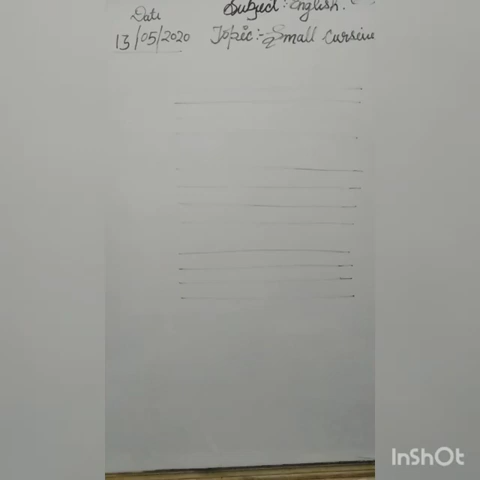 Subject:- English.
Date
13/05/2020 Topic:- Small cursive
InShOt